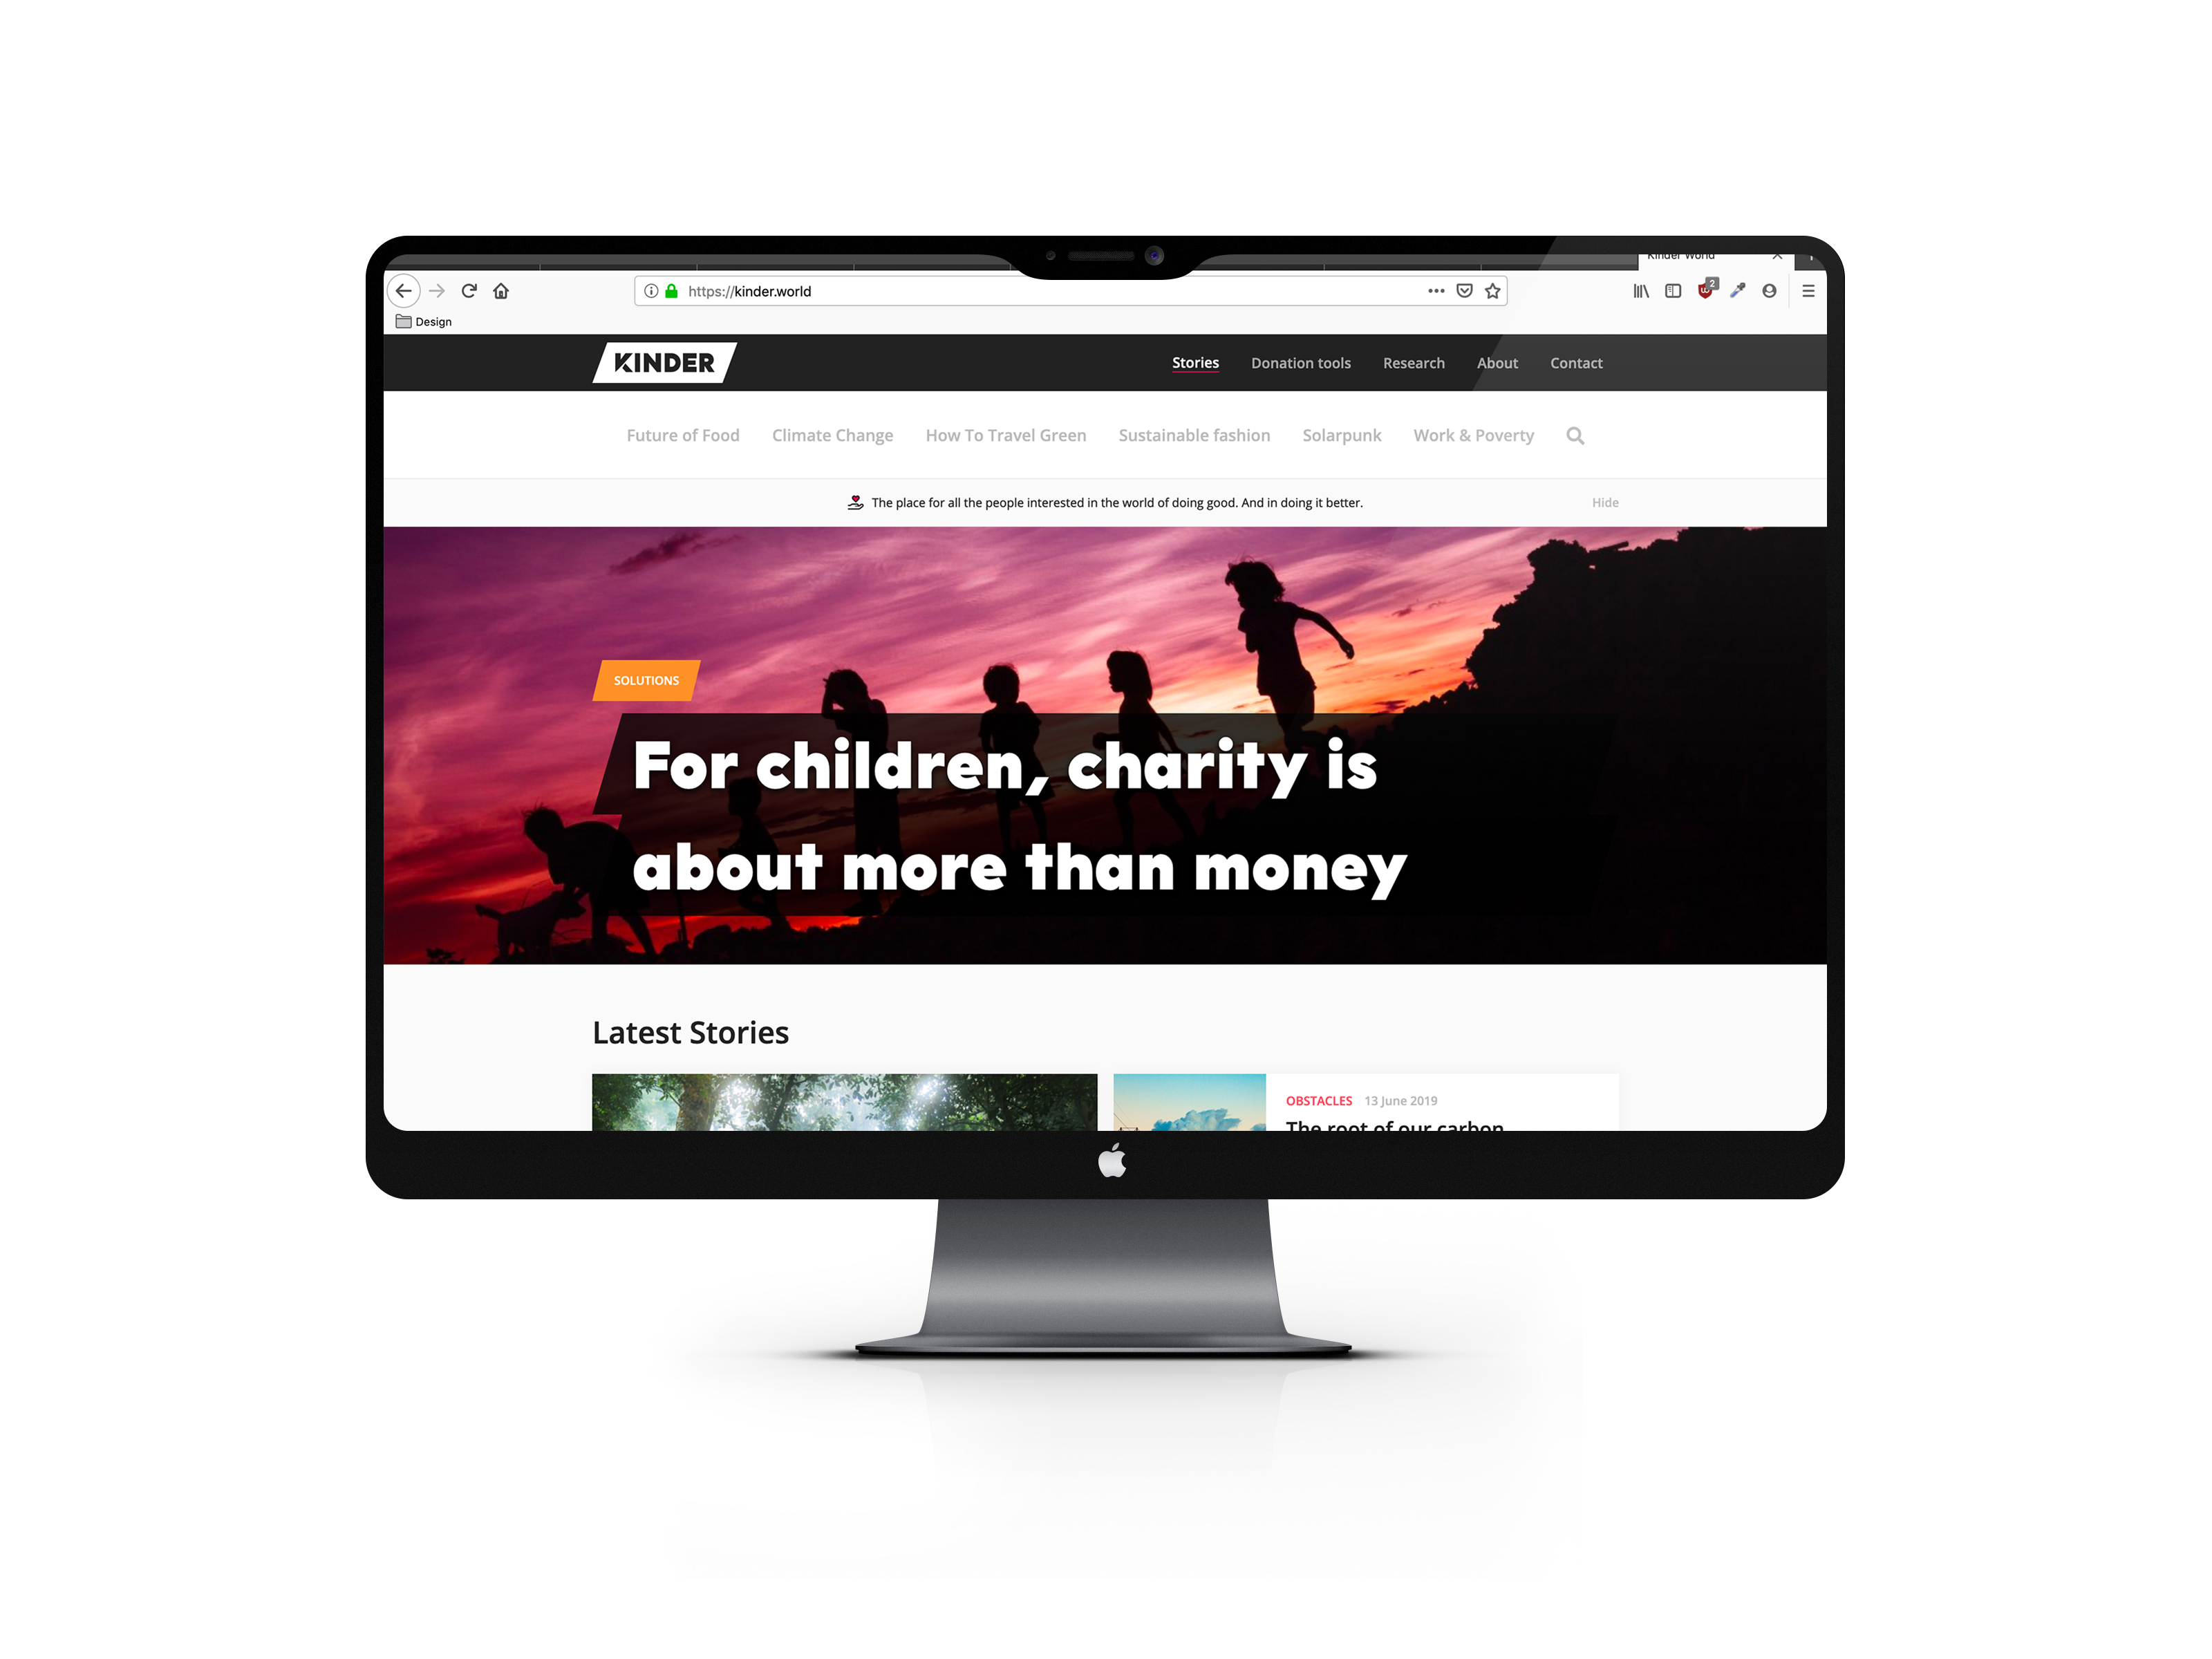 Kinder World
https://kinder.world
2
Design
KINDER
Stories Donation tools Research About Contact
Future of Food Climate Change How To Travel Green Sustainable fashion Solarpunk Work & Poverty
The place for all the people interested in the world of doing good. And in doing it better.
Hide
SOLUTIONS
For children, charity is
about more than money
Latest Stories
OBSTACLES 13 June 2019
The root of our carbon